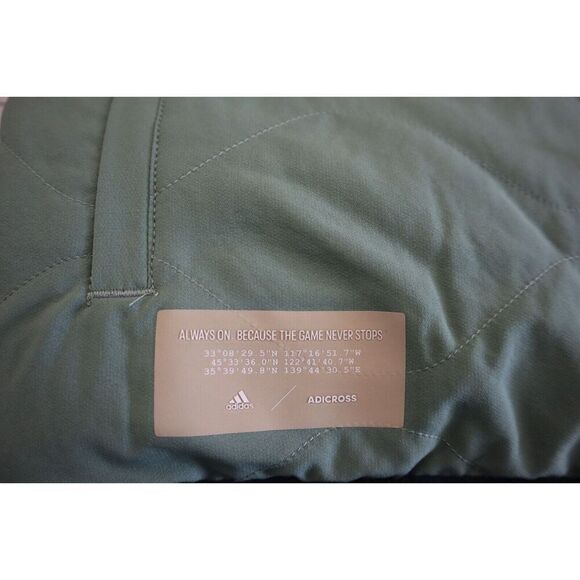 ALWAYS ON. BECAUSE THE GAME NEVER STOPS
33°08'29.5"N 117°16'51.7"W
45°33'36.0"N 122°41'40.7"W
35°39'49.8"N 139°44'30.5"E
adidas / ADICROSS